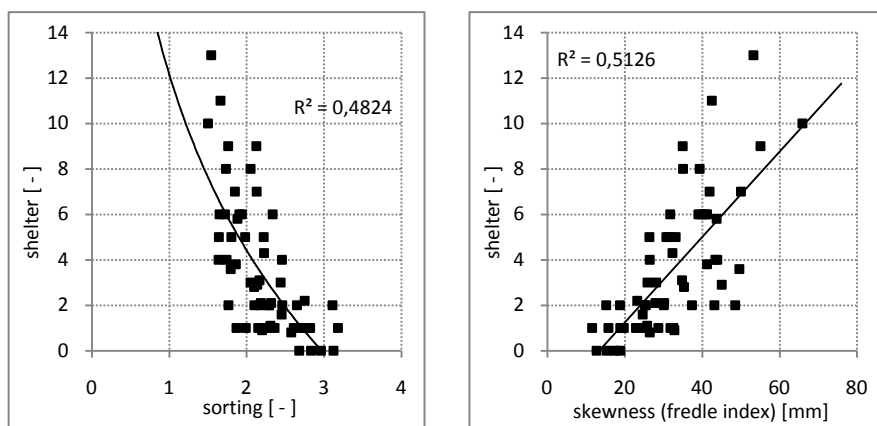 14
12
10
8
6
4
2
0
shelter [ - ]
R² = 0,4824
0 1 2 3 4
sorting [ - ]
14
12
10
8
6
4
2
0
shelter [ - ]
R² = 0,5126
0 20 40 60 80
skewness (fredle index) [mm]